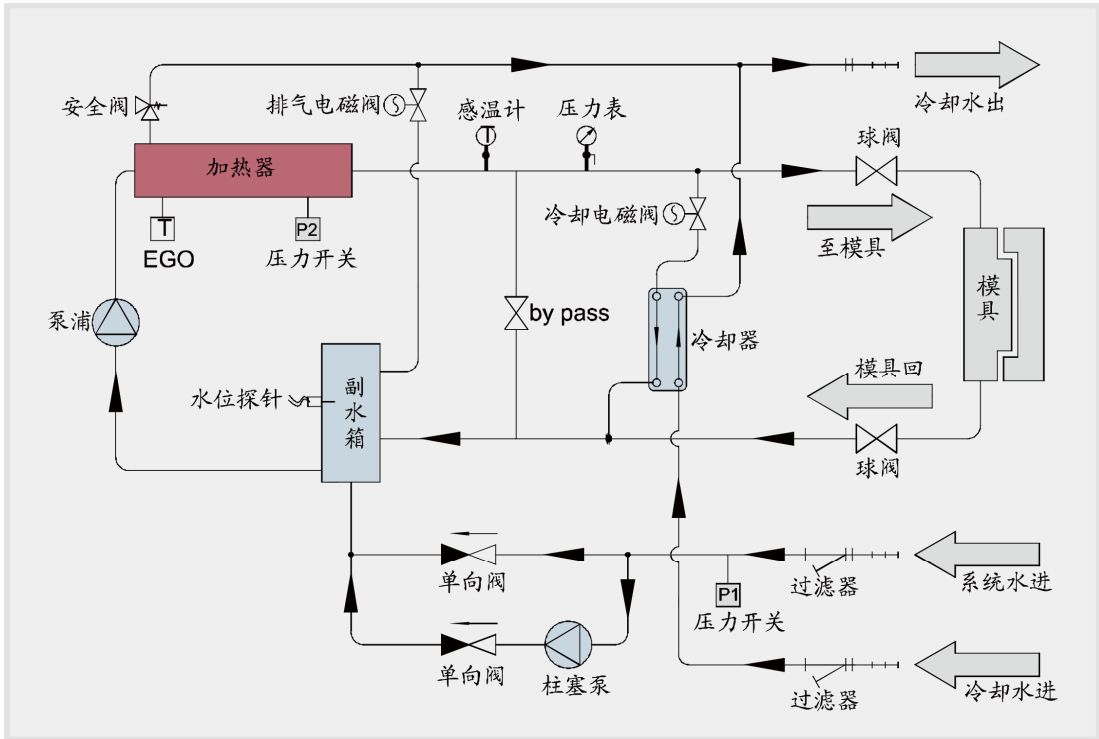 冷却水出
安全阀
排气电磁阀
感温计
压力表
球阀
T
加热器
冷却电磁阀
至模具
T
P2
EGO
压力开关
模具
泵浦
by pass
冷却器
副水箱
模具回
水位探针
球阀
单向阀
过滤器
系统水进
P1
压力开关
单向阀
柱塞泵
过滤器
冷却水进